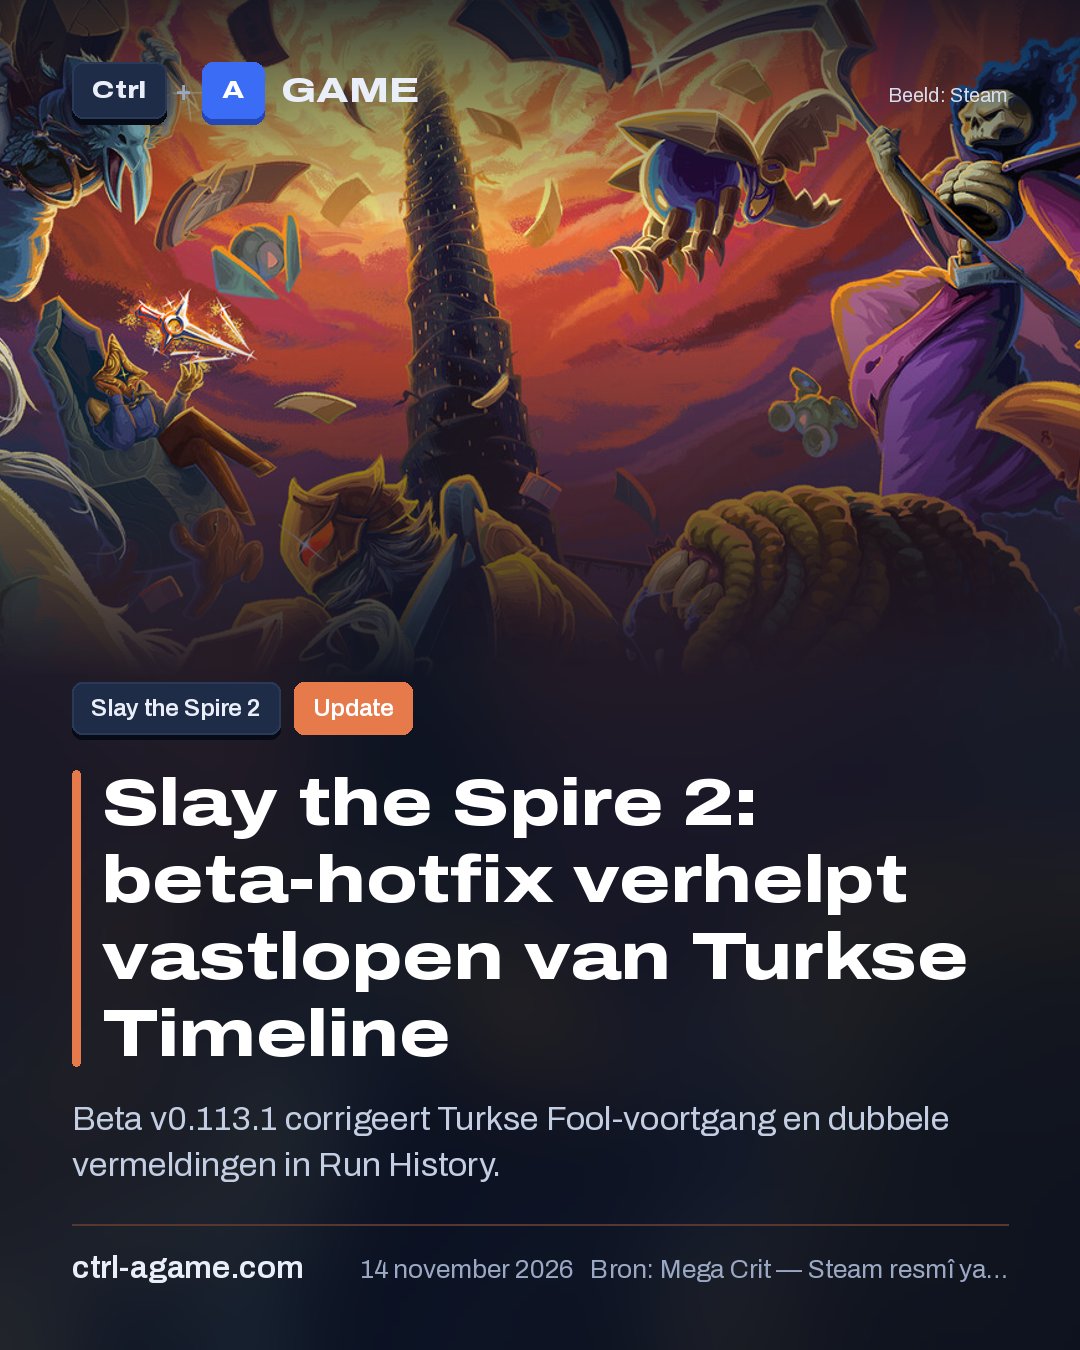 Ctrl + A GAME
Beeld: Steam
Slay the Spire 2
Update
Slay the Spire 2:
beta-hotfix verhelpt
vastlopen van Turkse
Timeline
Beta v0.113.1 corrigeert Turkse Fool-voortgang en dubbele
vermeldingen in Run History.
ctrl-agame.com
14 november 2026 Bron: Mega Crit — Steam resmî ya...